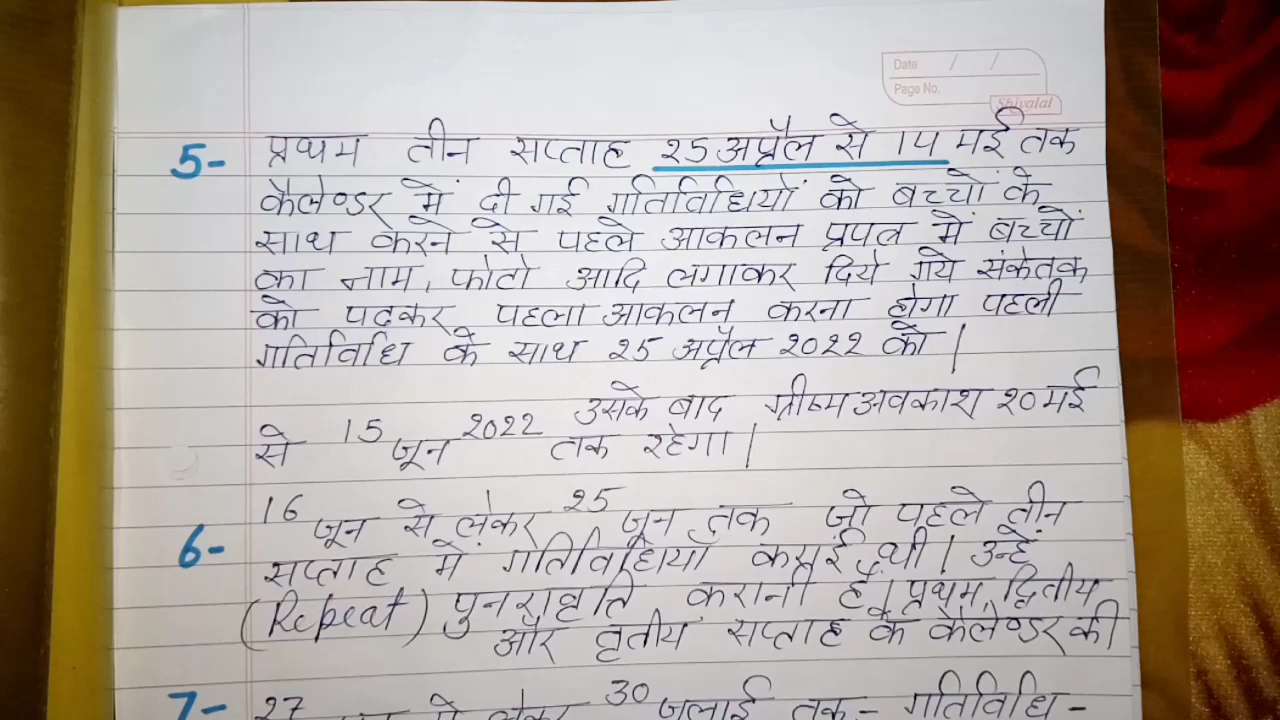 Date / /
Page No.
Shivalal
5- प्रथम तीन सप्ताह 25 अप्रैल से 14 मई तक
कैलेण्डर में दी गई गतिविधियों को बच्चों के
साथ करने से पहले आकलन प्रपत्र में बच्चों
का नाम, फोटो आदि लगाकर दिये गये संकेतक
को पढकर पहला आकलन करना होगा पहली
गतिविधि के साथ 25 अप्रैल 2022 को |
उसके बाद ग्रीष्म अवकाश 20 मई
से 15 जून 2022 तक रहेगा |
6- 16 जून से लेकर 25 जून तक जो पहले तीन
सप्ताह में गतिविधियाँ कराई थी | उन्हें
(Repeat) पुनरावृति करानी है | प्रथम, द्वितीय
और तृतीय सप्ताह के कैलेण्डर की
7- 27 से लेकर 30 जुलाई तक - गतिविधि -